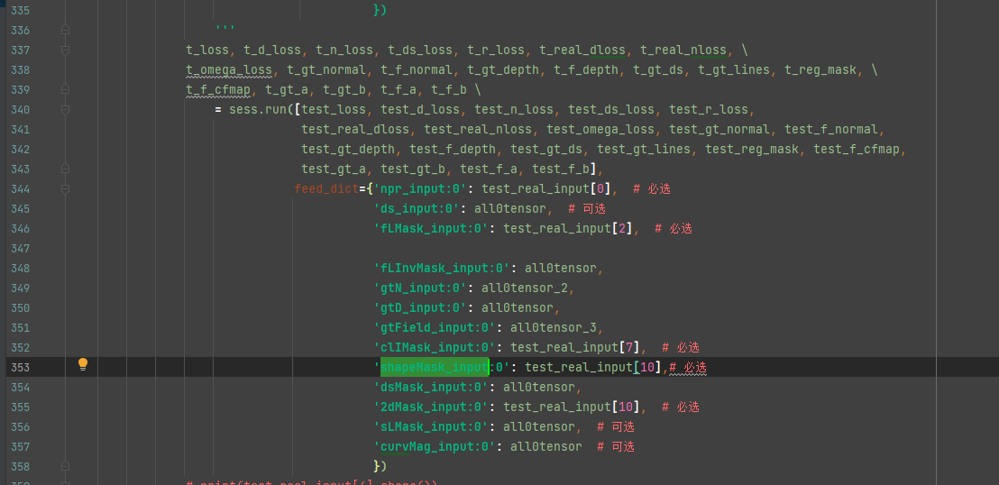 335 })
336 '''
337 t_loss, t_d_loss, t_n_loss, t_ds_loss, t_r_loss, t_real_dloss, t_real_nloss, \
338 t_omega_loss, t_gt_normal, t_f_normal, t_gt_depth, t_f_depth, t_gt_ds, t_gt_lines, t_reg_mask, \
339 t_f_cfmap, t_gt_a, t_gt_b, t_f_a, t_f_b \
340 = sess.run([test_loss, test_d_loss, test_n_loss, test_ds_loss, test_r_loss,
341 test_real_dloss, test_real_nloss, test_omega_loss, test_gt_normal, test_f_normal,
342 test_gt_depth, test_f_depth, test_gt_ds, test_gt_lines, test_reg_mask, test_f_cfmap,
343 test_gt_a, test_gt_b, test_f_a, test_f_b],
344 feed_dict={'npr_input:0': test_real_input[0], # 必选
345 'ds_input:0': all0tensor, # 可选
346 'fLMask_input:0': test_real_input[2], # 必选
347
348 'fLInvMask_input:0': all0tensor,
349 'gtN_input:0': all0tensor_2,
350 'gtD_input:0': all0tensor,
351 'gtField_input:0': all0tensor_3,
352 'clIMask_input:0': test_real_input[7], # 必选
353 'shapeMask_input:0': test_real_input[10],# 必选
354 'dsMask_input:0': all0tensor,
355 '2dMask_input:0': test_real_input[10], # 必选
356 'sLMask_input:0': all0tensor, # 可选
357 'curvMag_input:0': all0tensor # 可选
358 })